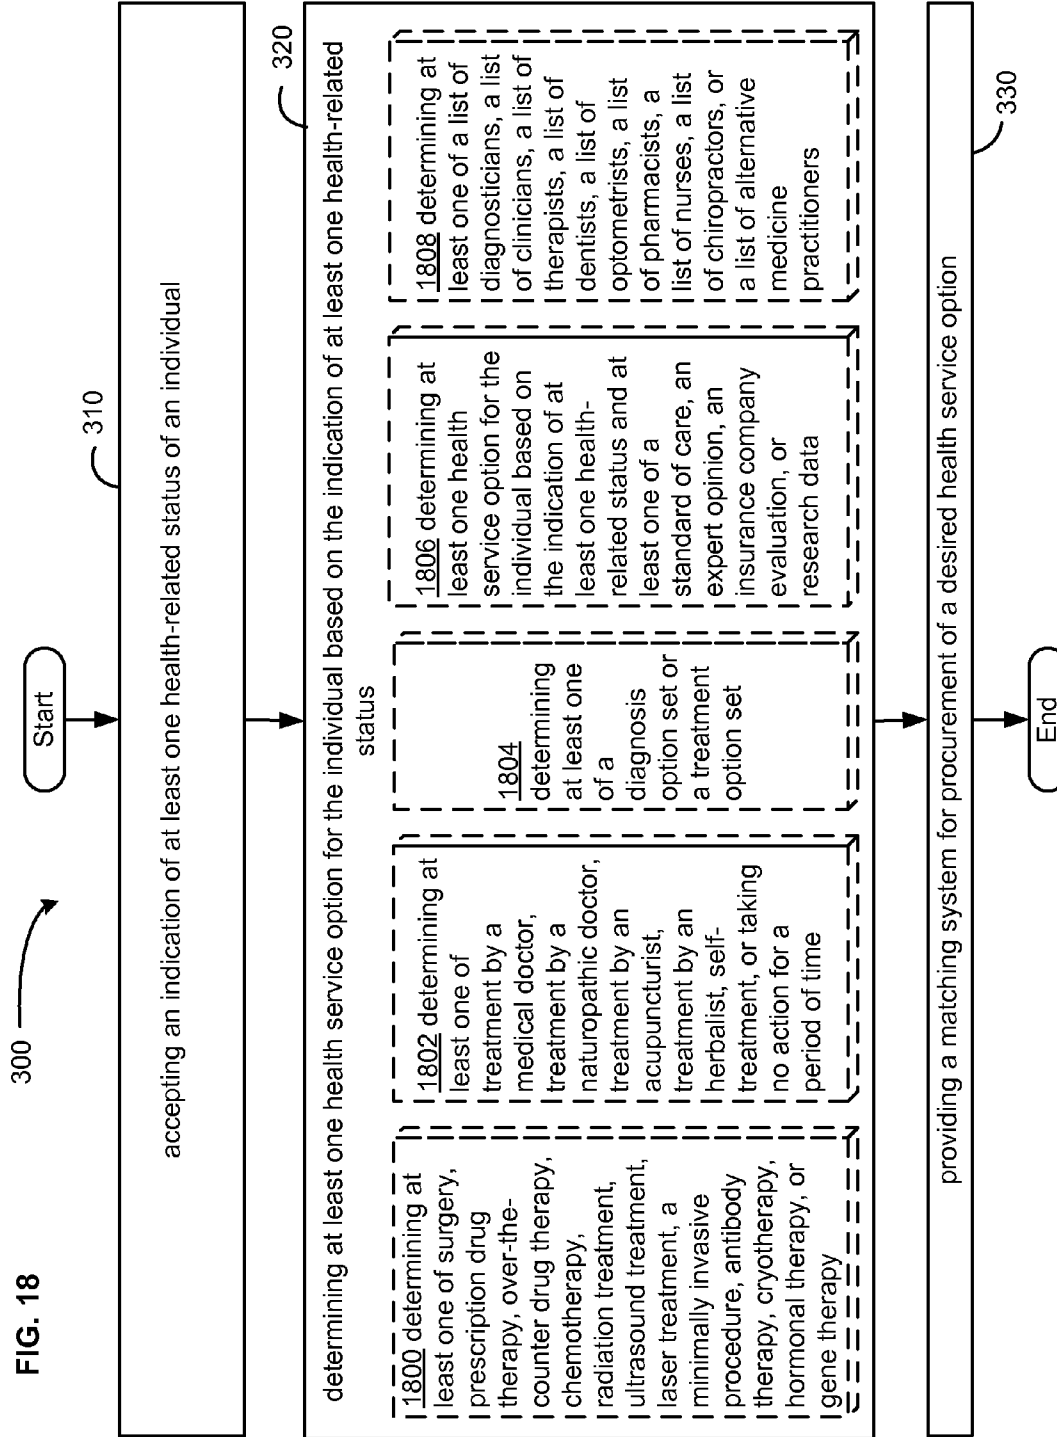 FIG. 18
300
Start
310
accepting an indication of at least one health-related status of an individual
320
determining at least one health service option for the individual based on the indication of at least one health-related
status
1800 determining at
least one of surgery,
prescription drug
therapy, over-the-
counter drug therapy,
chemotherapy,
radiation treatment,
ultrasound treatment,
laser treatment, a
minimally invasive
procedure, antibody
therapy, cryotherapy,
hormonal therapy, or
gene therapy
1802 determining at
least one of
treatment by a
medical doctor,
treatment by a
naturopathic doctor,
treatment by an
acupuncturist,
treatment by an
herbalist, self-
treatment, or taking
no action for a
period of time
1804
determining
at least one
of a
diagnosis
option set or
a treatment
option set
1806 determining at
least one health
service option for the
individual based on
the indication of at
least one health-
related status and at
least one of a
standard of care, an
expert opinion, an
insurance company
evaluation, or
research data
1808 determining at
least one of a list of
diagnosticians, a list
of clinicians, a list of
therapists, a list of
dentists, a list of
optometrists, a list
of pharmacists, a
list of nurses, a list
of chiropractors, or
a list of alternative
medicine
practitioners
330
providing a matching system for procurement of a desired health service option
End